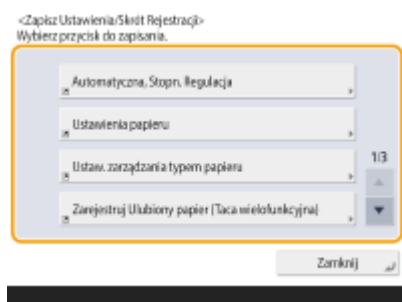 <Zapisz Ustawienia/Skrót Rejestracji>
Wybierz przycisk do zapisania.
Automatyczna, Stopn. Regulacja
Ustawienia papieru
1/3
Ustaw. zarządzania typem papieru
Zarejestruj Ulubiony papier (Taca wielofunkcyjna)
Zamknij